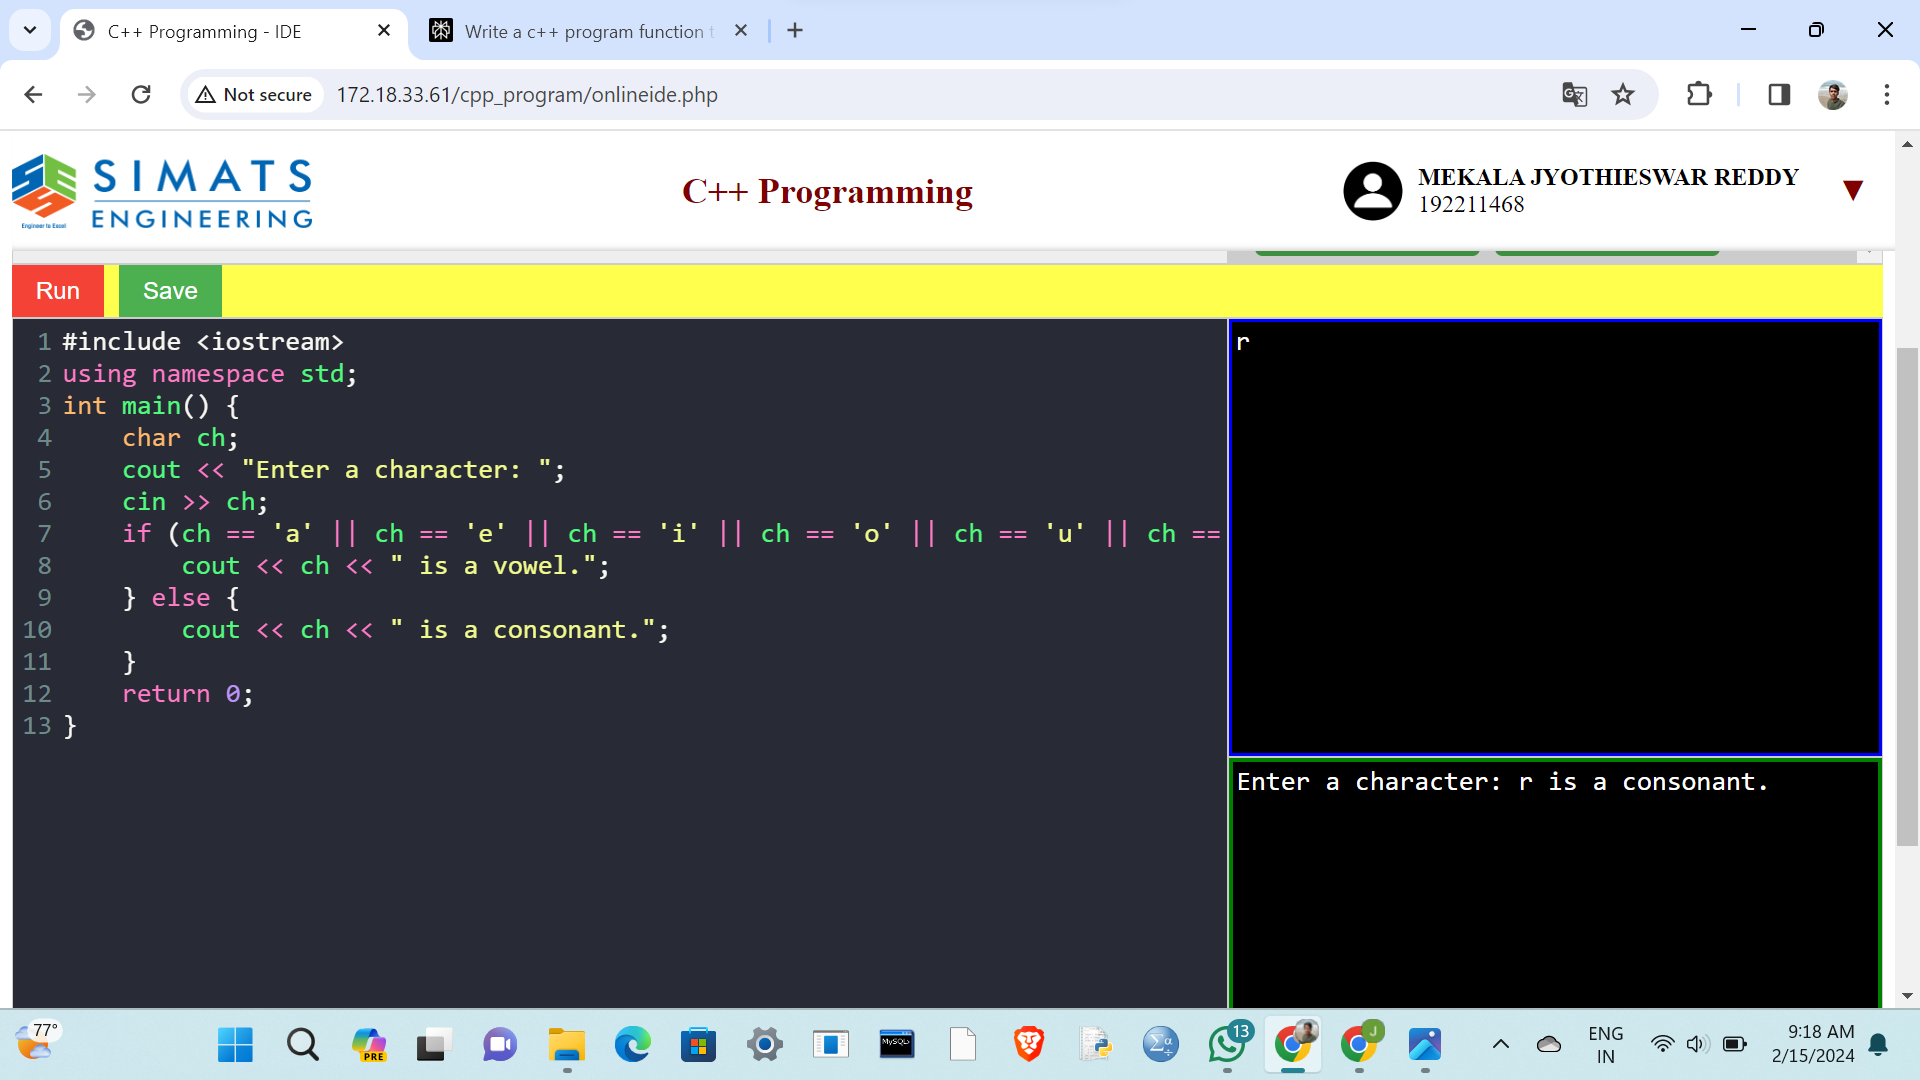 C++ Programming - IDE
Write a c++ program function t
Not secure
172.18.33.61/cpp_program/onlineide.php
SIMATS
ENGINEERING
Engineer to Excel
C++ Programming
MEKALA JYOTHIESWAR REDDY
192211468
▼
Run
Save
1 #include <iostream>
2 using namespace std;
3 int main() {
4     char ch;
5     cout << "Enter a character: ";
6     cin >> ch;
7     if (ch == 'a' || ch == 'e' || ch == 'i' || ch == 'o' || ch == 'u' || ch ==
8         cout << ch << " is a vowel.";
9     } else {
10         cout << ch << " is a consonant.";
11     }
12     return 0;
13 }
r
Enter a character: r is a consonant.
77°
PRE
MySQL
Σα
13
J
ENG
IN
9:18 AM
2/15/2024